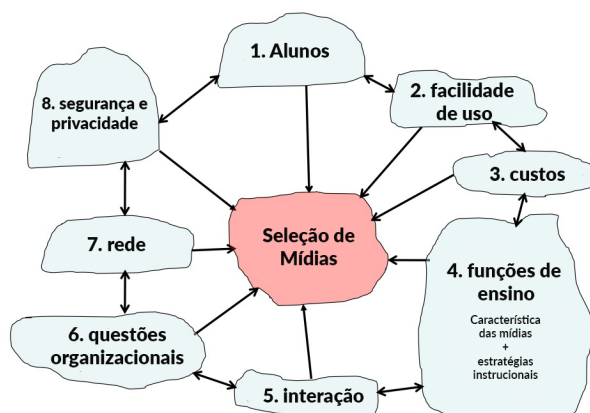 1. Alunos
2. facilidade
de uso
3. custos
4. funções de
ensino
Característica
das mídias
+
estratégias
instrucionais
5. interação
6. questões
organizacionais
7. rede
8. segurança e
privacidade
Seleção de
Mídias